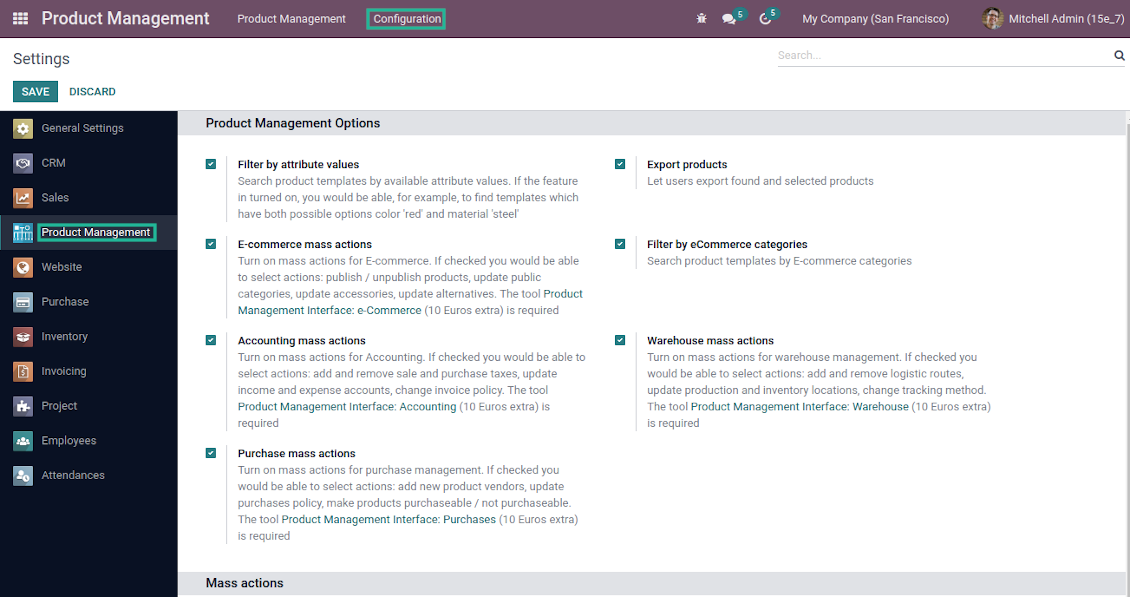 Product Management
Product Management
Configuration
5
5
My Company (San Francisco)
Mitchell Admin (15e_7)
Settings
Search...
SAVE
DISCARD
General Settings
CRM
Sales
Product Management
Website
Purchase
Inventory
Invoicing
Project
Employees
Attendances
Product Management Options
Filter by attribute values
Search product templates by available attribute values. If the feature
in turned on, you would be able, for example, to find templates which
have both possible options color 'red' and material 'steel'
Export products
Let users export found and selected products
E-commerce mass actions
Turn on mass actions for E-commerce. If checked you would be able
to select actions: publish / unpublish products, update public
categories, update accessories, update alternatives. The tool Product
Management Interface: e-Commerce (10 Euros extra) is required
Filter by eCommerce categories
Search product templates by E-commerce categories
Accounting mass actions
Turn on mass actions for Accounting. If checked you would be able to
select actions: add and remove sale and purchase taxes, update
income and expense accounts, change invoice policy. The tool
Product Management Interface: Accounting (10 Euros extra) is
required
Warehouse mass actions
Turn on mass actions for warehouse management. If checked you
would be able to select actions: add and remove logistic routes,
update production and inventory locations, change tracking method.
The tool Product Management Interface: Warehouse (10 Euros extra)
is required
Purchase mass actions
Turn on mass actions for purchase management. If checked you
would be able to select actions: add new product vendors, update
purchases policy, make products purchaseable / not purchaseable.
The tool Product Management Interface: Purchases (10 Euros extra)
is required
Mass actions